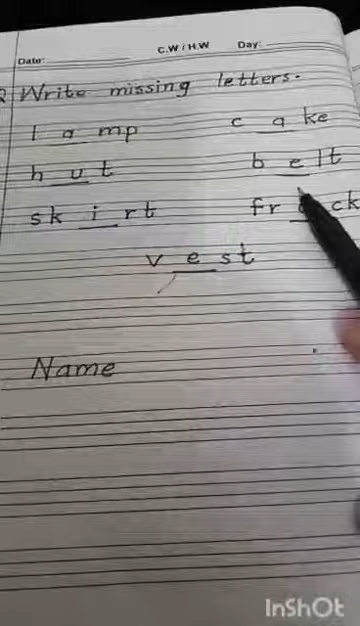 Date: C.W / H.W Day:
Q Write missing letters.
l a mp c a ke
h u t b e lt
sk i rt fr ck
v e st
Name
InShOt